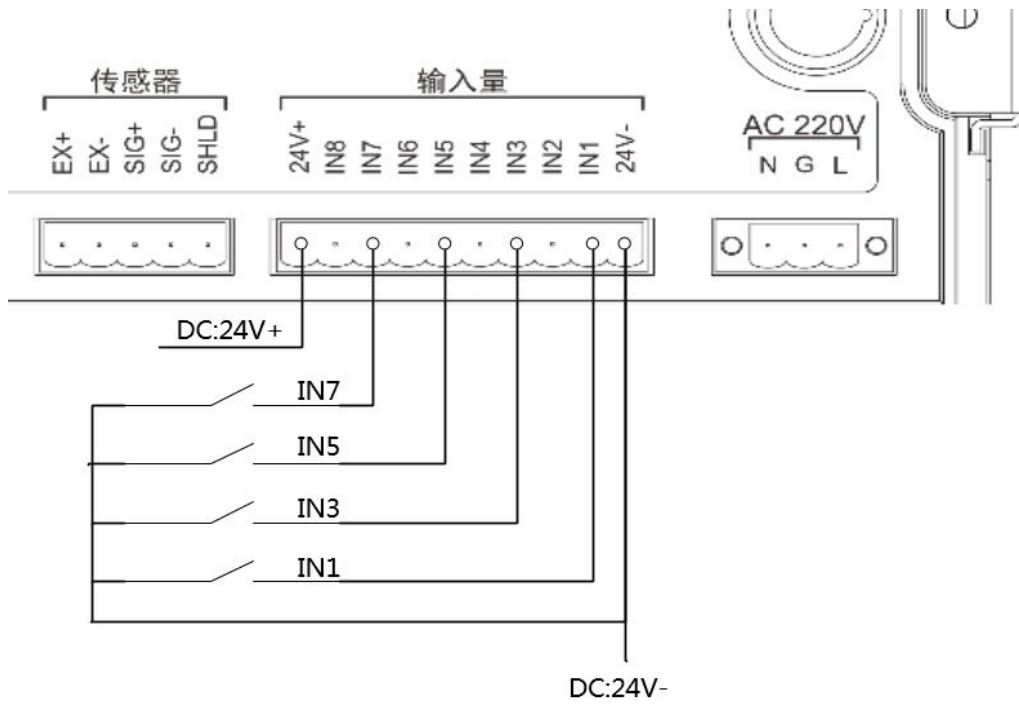 传感器
EX+
EX-
SIG+
SIG-
SHLD
输入量
24V+
IN8
IN7
IN6
IN5
IN4
IN3
IN2
IN1
24V-
AC 220V
N G L
DC:24V+
IN7
IN5
IN3
IN1
DC:24V-